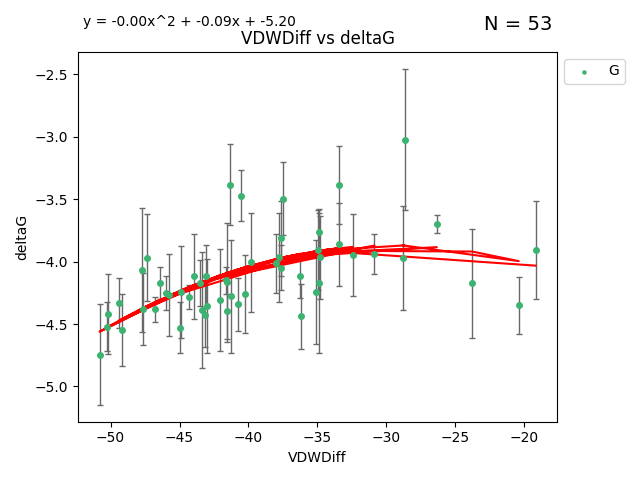 y = -0.00x^2 + -0.09x + -5.20
N = 53
VDWDiff vs deltaG
G
deltaG
−2.5
−3.0
−3.5
−4.0
−4.5
−5.0
−50 −45 −40 −35 −30 −25 −20
VDWDiff